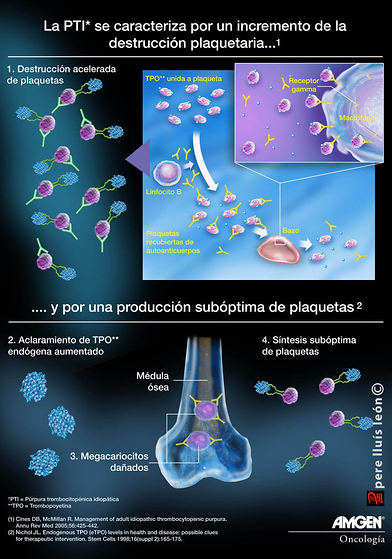 La PTI* se caracteriza por un incremento de la
destrucción plaquetaria...1
1. Destrucción acelerada
de plaquetas
TPO** unida a plaqueta
Receptor
gamma
Macrófago
Linfocito B
Plaquetas
recubiertas de
autoanticuerpos
Bazo
.... y por una producción subóptima de plaquetas 2
2. Aclaramiento de TPO**
endógena aumentado
Médula
ósea
3. Megacariocitos
dañados
4. Síntesis subóptima
de plaquetas
*PTI = Púrpura trombocitopénica idiopática
**TPO = Trombopoyetina
(1) Cines DB, McMillan R. Management of adult idiopathic thrombocytopenic purpura.
Annu Rev Med 2005;56:425-442.
(2) Nichol JL. Endogenous TPO (eTPO) levels in health and disease: possible clues
for therapeutic intervention. Stem Cells 1998;16(suppl 2):165-175.
pere lluís león©
AMGEN®
Oncología